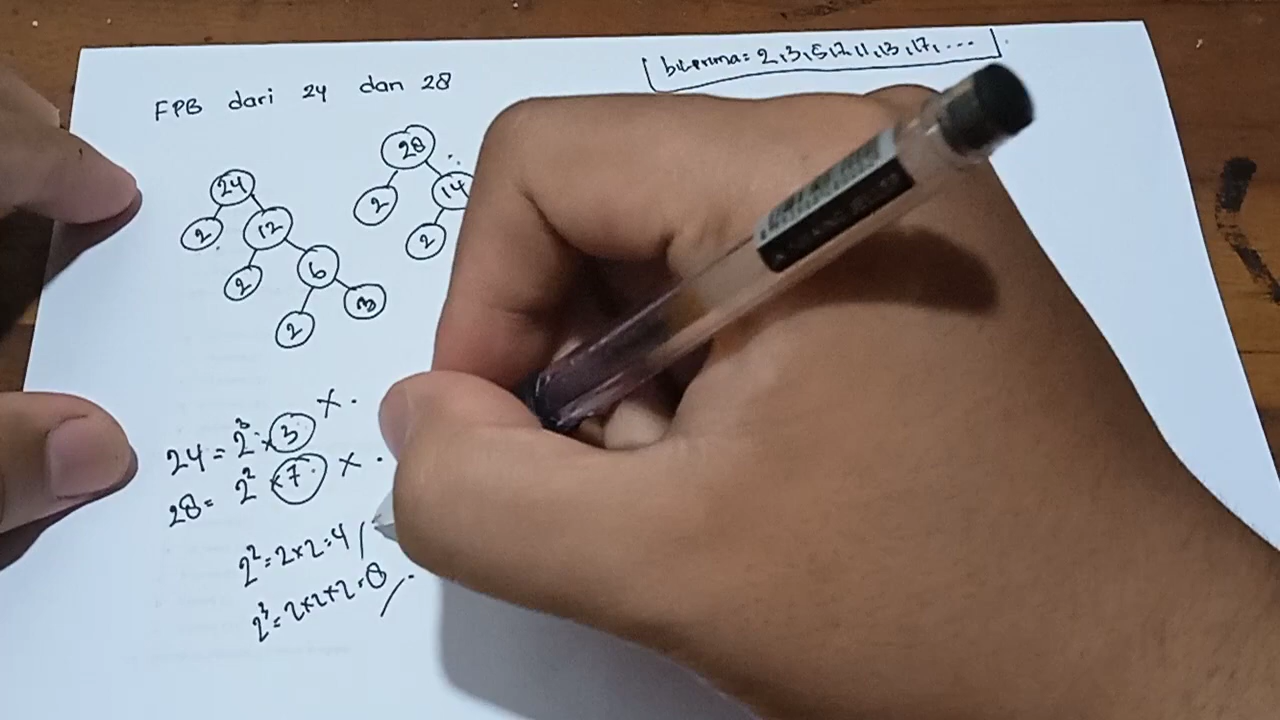 bil.prima = 2,3,5,7,11,13,17, ...
FPB dari 24 dan 28
28
24
2
14
2
12
2
2
6
3
2
24 = 2³ × 3 ×
28 = 2² × 7 ×
2² = 2×2 = 4
2³ = 2×2×2 = 8